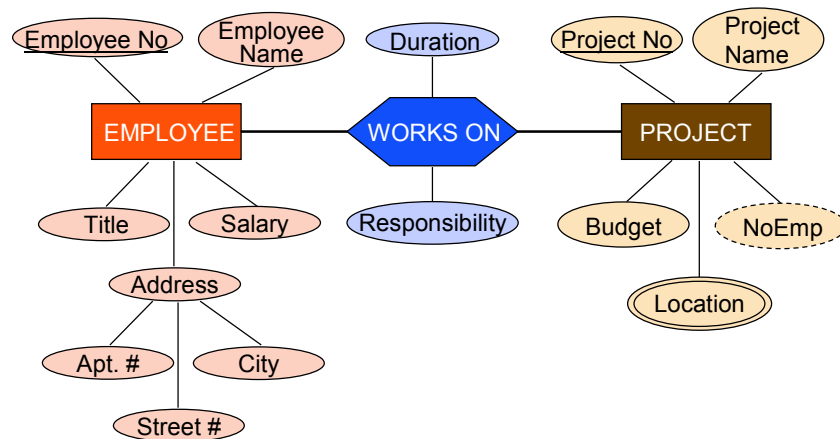 Employee No
Employee
Name
Duration
Project No
Project
Name
EMPLOYEE
WORKS ON
PROJECT
Title
Salary
Responsibility
Budget
NoEmp
Address
Location
Apt. #
City
Street #